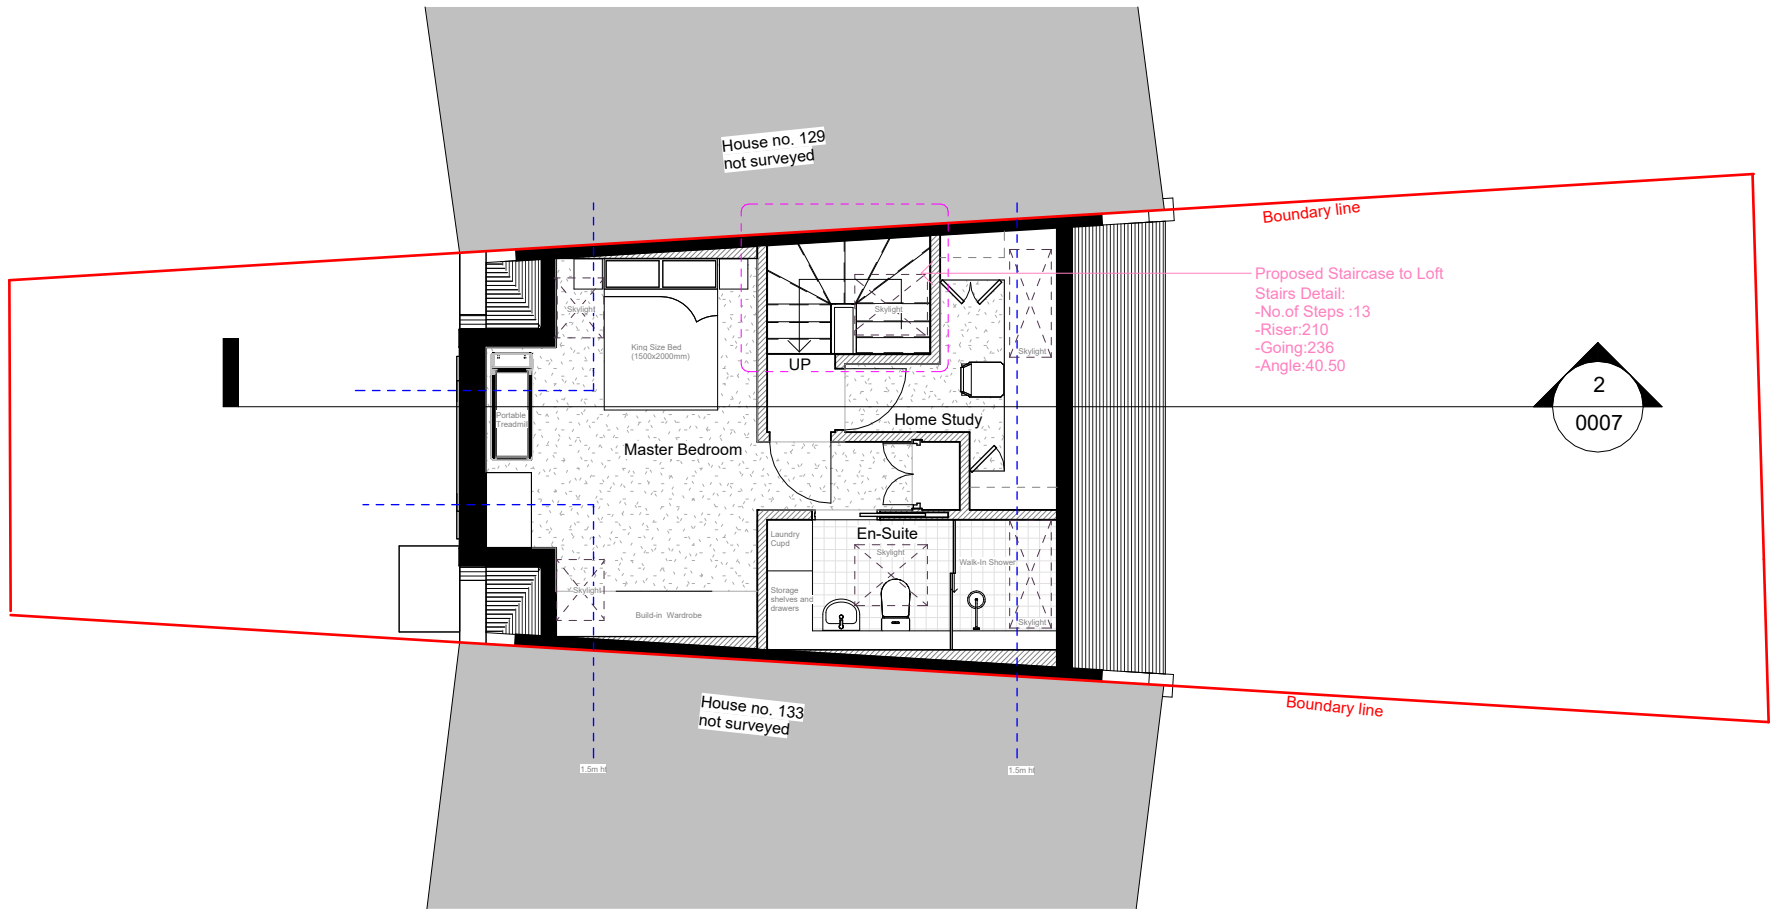 House no. 129
not surveyed
Boundary line
Proposed Staircase to Loft
Stairs Detail:
-No.of Steps :13
-Riser:210
-Going:236
-Angle:40.50
Skylight
Skylight
Skylight
King Size Bed
(1500x2000mm)
UP
2
0007
Portable
Treadmill
Home Study
Master Bedroom
En-Suite
Laundry
Cupd
Skylight
Walk-In Shower
Skylight
Storage
shelves and
drawers
Build-in Wardrobe
Skylight
House no. 133
not surveyed
Boundary line
1.5m ht
1.5m ht